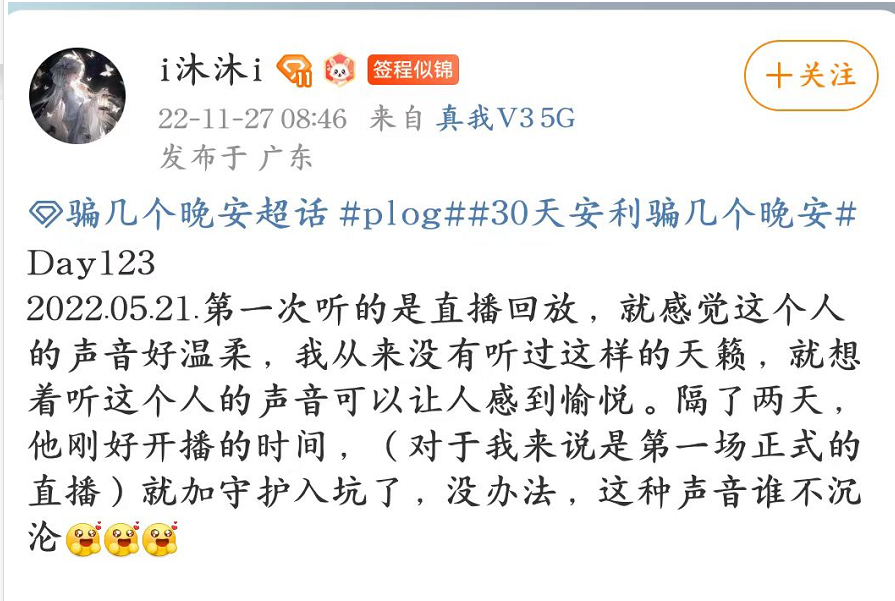 i沐沐i 11 签程似锦
+关注
22-11-27 08:46 来自 真我V3 5G
发布于 广东
骗几个晚安超话 #plog##30天安利骗几个晚安#
Day123
2022.05.21.第一次听的是直播回放，就感觉这个人
的声音好温柔，我从来没有听过这样的天籁，就想
着听这个人的声音可以让人感到愉悦。隔了两天，
他刚好开播的时间，（对于我来说是第一场正式的
直播）就加守护入坑了，没办法，这种声音谁不沉
沦